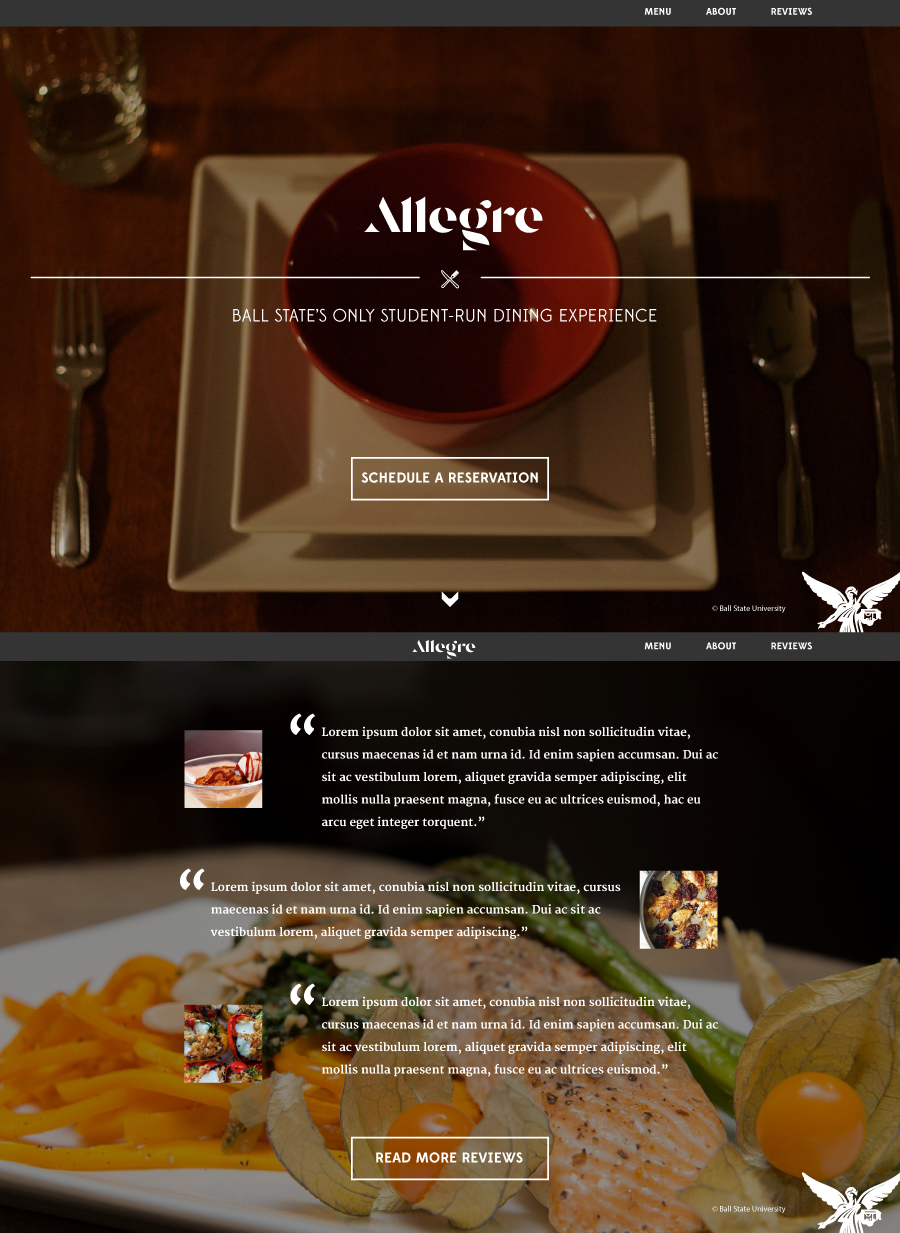 MENU ABOUT REVIEWS
Allegre
BALL STATE'S ONLY STUDENT-RUN DINING EXPERIENCE
SCHEDULE A RESERVATION
© Ball State University
Allegre MENU ABOUT REVIEWS
“ Lorem ipsum dolor sit amet, conubia nisl non sollicitudin vitae,
cursus maecenas id et nam urna id. Id enim sapien accumsan. Dui ac
sit ac vestibulum lorem, aliquet gravida semper adipiscing, elit
mollis nulla praesent magna, fusce eu ac ultrices euismod, hac eu
arcu eget integer torquent.”
“ Lorem ipsum dolor sit amet, conubia nisl non sollicitudin vitae, cursus
maecenas id et nam urna id. Id enim sapien accumsan. Dui ac sit ac
vestibulum lorem, aliquet gravida semper adipiscing.”
“ Lorem ipsum dolor sit amet, conubia nisl non sollicitudin vitae,
cursus maecenas id et nam urna id. Id enim sapien accumsan. Dui ac
sit ac vestibulum lorem, aliquet gravida semper adipiscing, elit
mollis nulla praesent magna, fusce eu ac ultrices euismod.”
READ MORE REVIEWS
© Ball State University